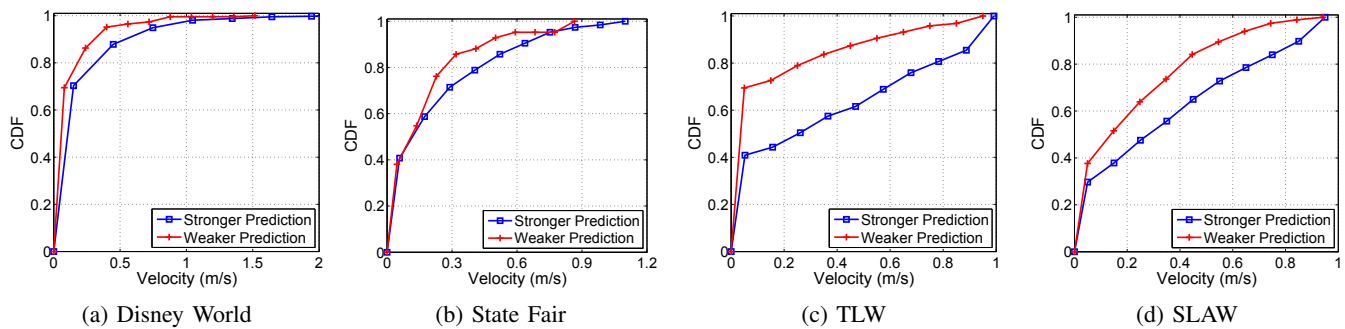 1
0.8
0.6
0.4
0.2
0
CDF
0 0.5 1 1.5 2
Velocity (m/s)
Stronger Prediction
Weaker Prediction
(a) Disney World
1
0.8
0.6
0.4
0.2
0
CDF
0 0.3 0.6 0.9 1.2
Velocity (m/s)
Stronger Prediction
Weaker Prediction
(b) State Fair
1
0.8
0.6
0.4
0.2
0
CDF
0 0.2 0.4 0.6 0.8 1
Velocity (m/s)
Stronger Prediction
Weaker Prediction
(c) TLW
1
0.8
0.6
0.4
0.2
0
CDF
0 0.2 0.4 0.6 0.8 1
Velocity (m/s)
Stronger Prediction
Weaker Prediction
(d) SLAW